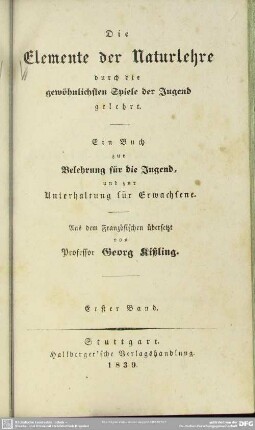 Die
Elemente der Naturlehre
durch die
gewöhnlichsten Spiele der Jugend
gelehrt.
Ein Buch
zur
Belehrung für die Jugend,
und zur
Unterhaltung für Erwachsene.
Aus dem Französischen übersetzt
von
Professor Georg Kißling.
Erster Band.
Stuttgart.
Hallberger'sche Verlagshandlung.
1839.
DFG